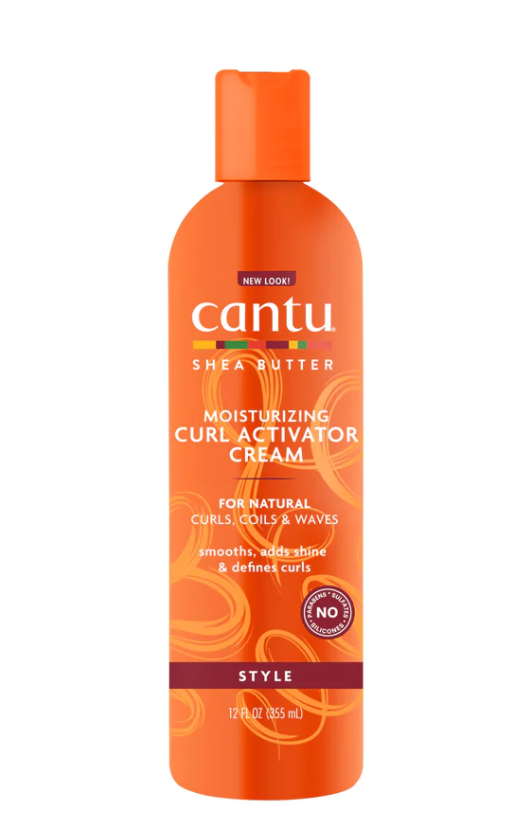 NEW LOOK!
cantu
SHEA BUTTER
MOISTURIZING
CURL ACTIVATOR
CREAM
FOR NATURAL
CURLS, COILS & WAVES
smooths, adds shine
& defines curls
PARABENS * SULFATES
NO
SILICONES
STYLE
12 FL OZ (355 mL)